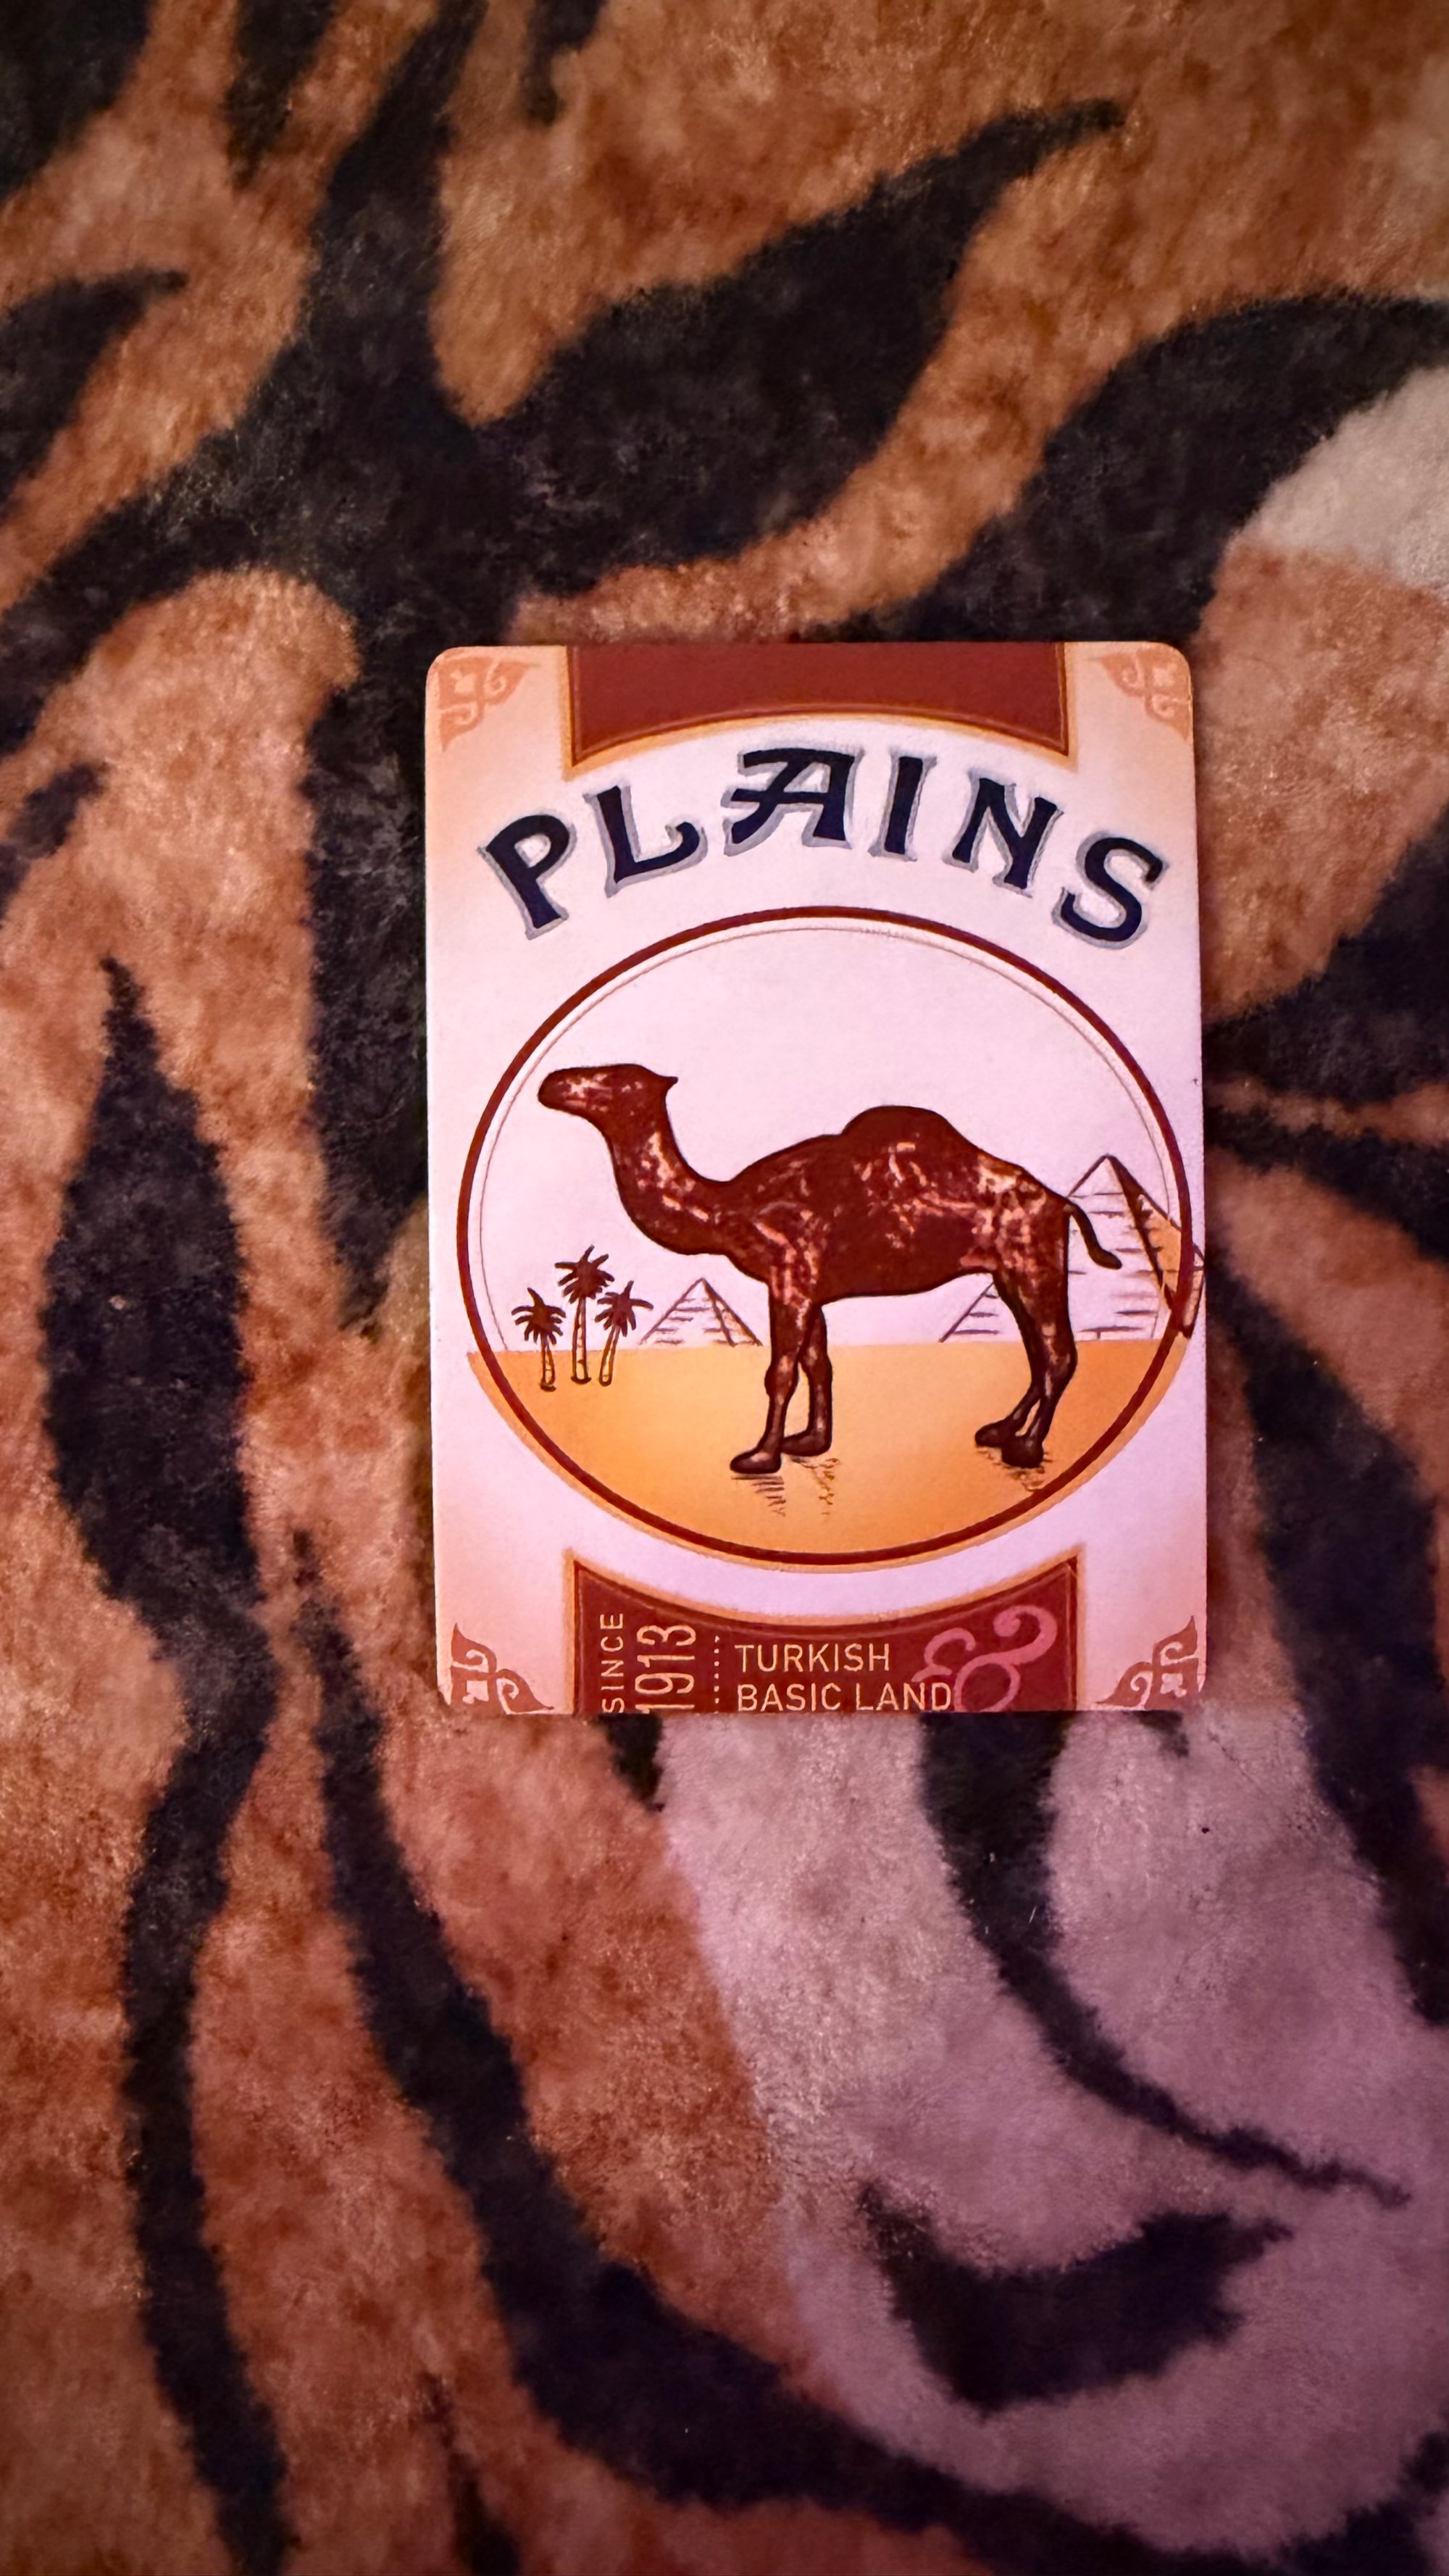 PLAINS
SINCE
1913
TURKISH
BASIC LAND
&